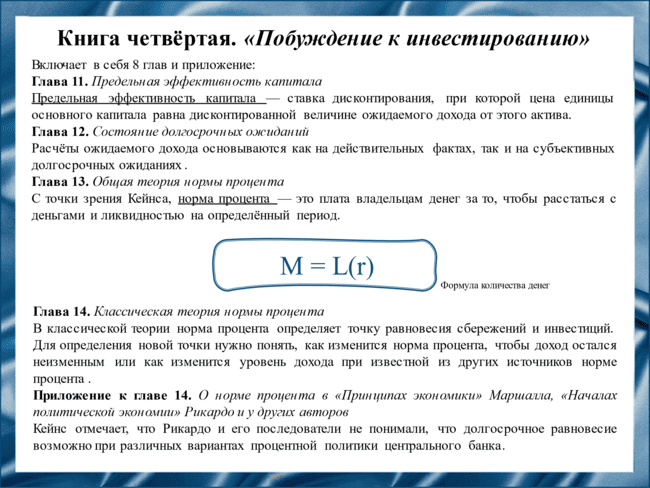 Книга четвёртая. «Побуждение к инвестированию»
Включает в себя 8 глав и приложение:
Глава 11. Предельная эффективность капитала
Предельная эффективность капитала — ставка дисконтирования, при которой цена единицы
основного капитала равна дисконтированной величине ожидаемого дохода от этого актива.
Глава 12. Состояние долгосрочных ожиданий
Расчёты ожидаемого дохода основываются как на действительных фактах, так и на субъективных
долгосрочных ожиданиях .
Глава 13. Общая теория нормы процента
С точки зрения Кейнса, норма процента — это плата владельцам денег за то, чтобы расстаться с
деньгами и ликвидностью на определённый период.
M = L(r)
Формула количества денег
Глава 14. Классическая теория нормы процента
В классической теории норма процента определяет точку равновесия сбережений и инвестиций.
Для определения новой точки нужно понять, как изменится норма процента, чтобы доход остался
неизменным или как изменится уровень дохода при известной из других источников норме
процента .
Приложение к главе 14. О норме процента в «Принципах экономики» Маршалла, «Началах
политической экономии» Рикардо и у других авторов
Кейнс отмечает, что Рикардо и его последователи не понимали, что долгосрочное равновесие
возможно при различных вариантах процентной политики центрального банка.